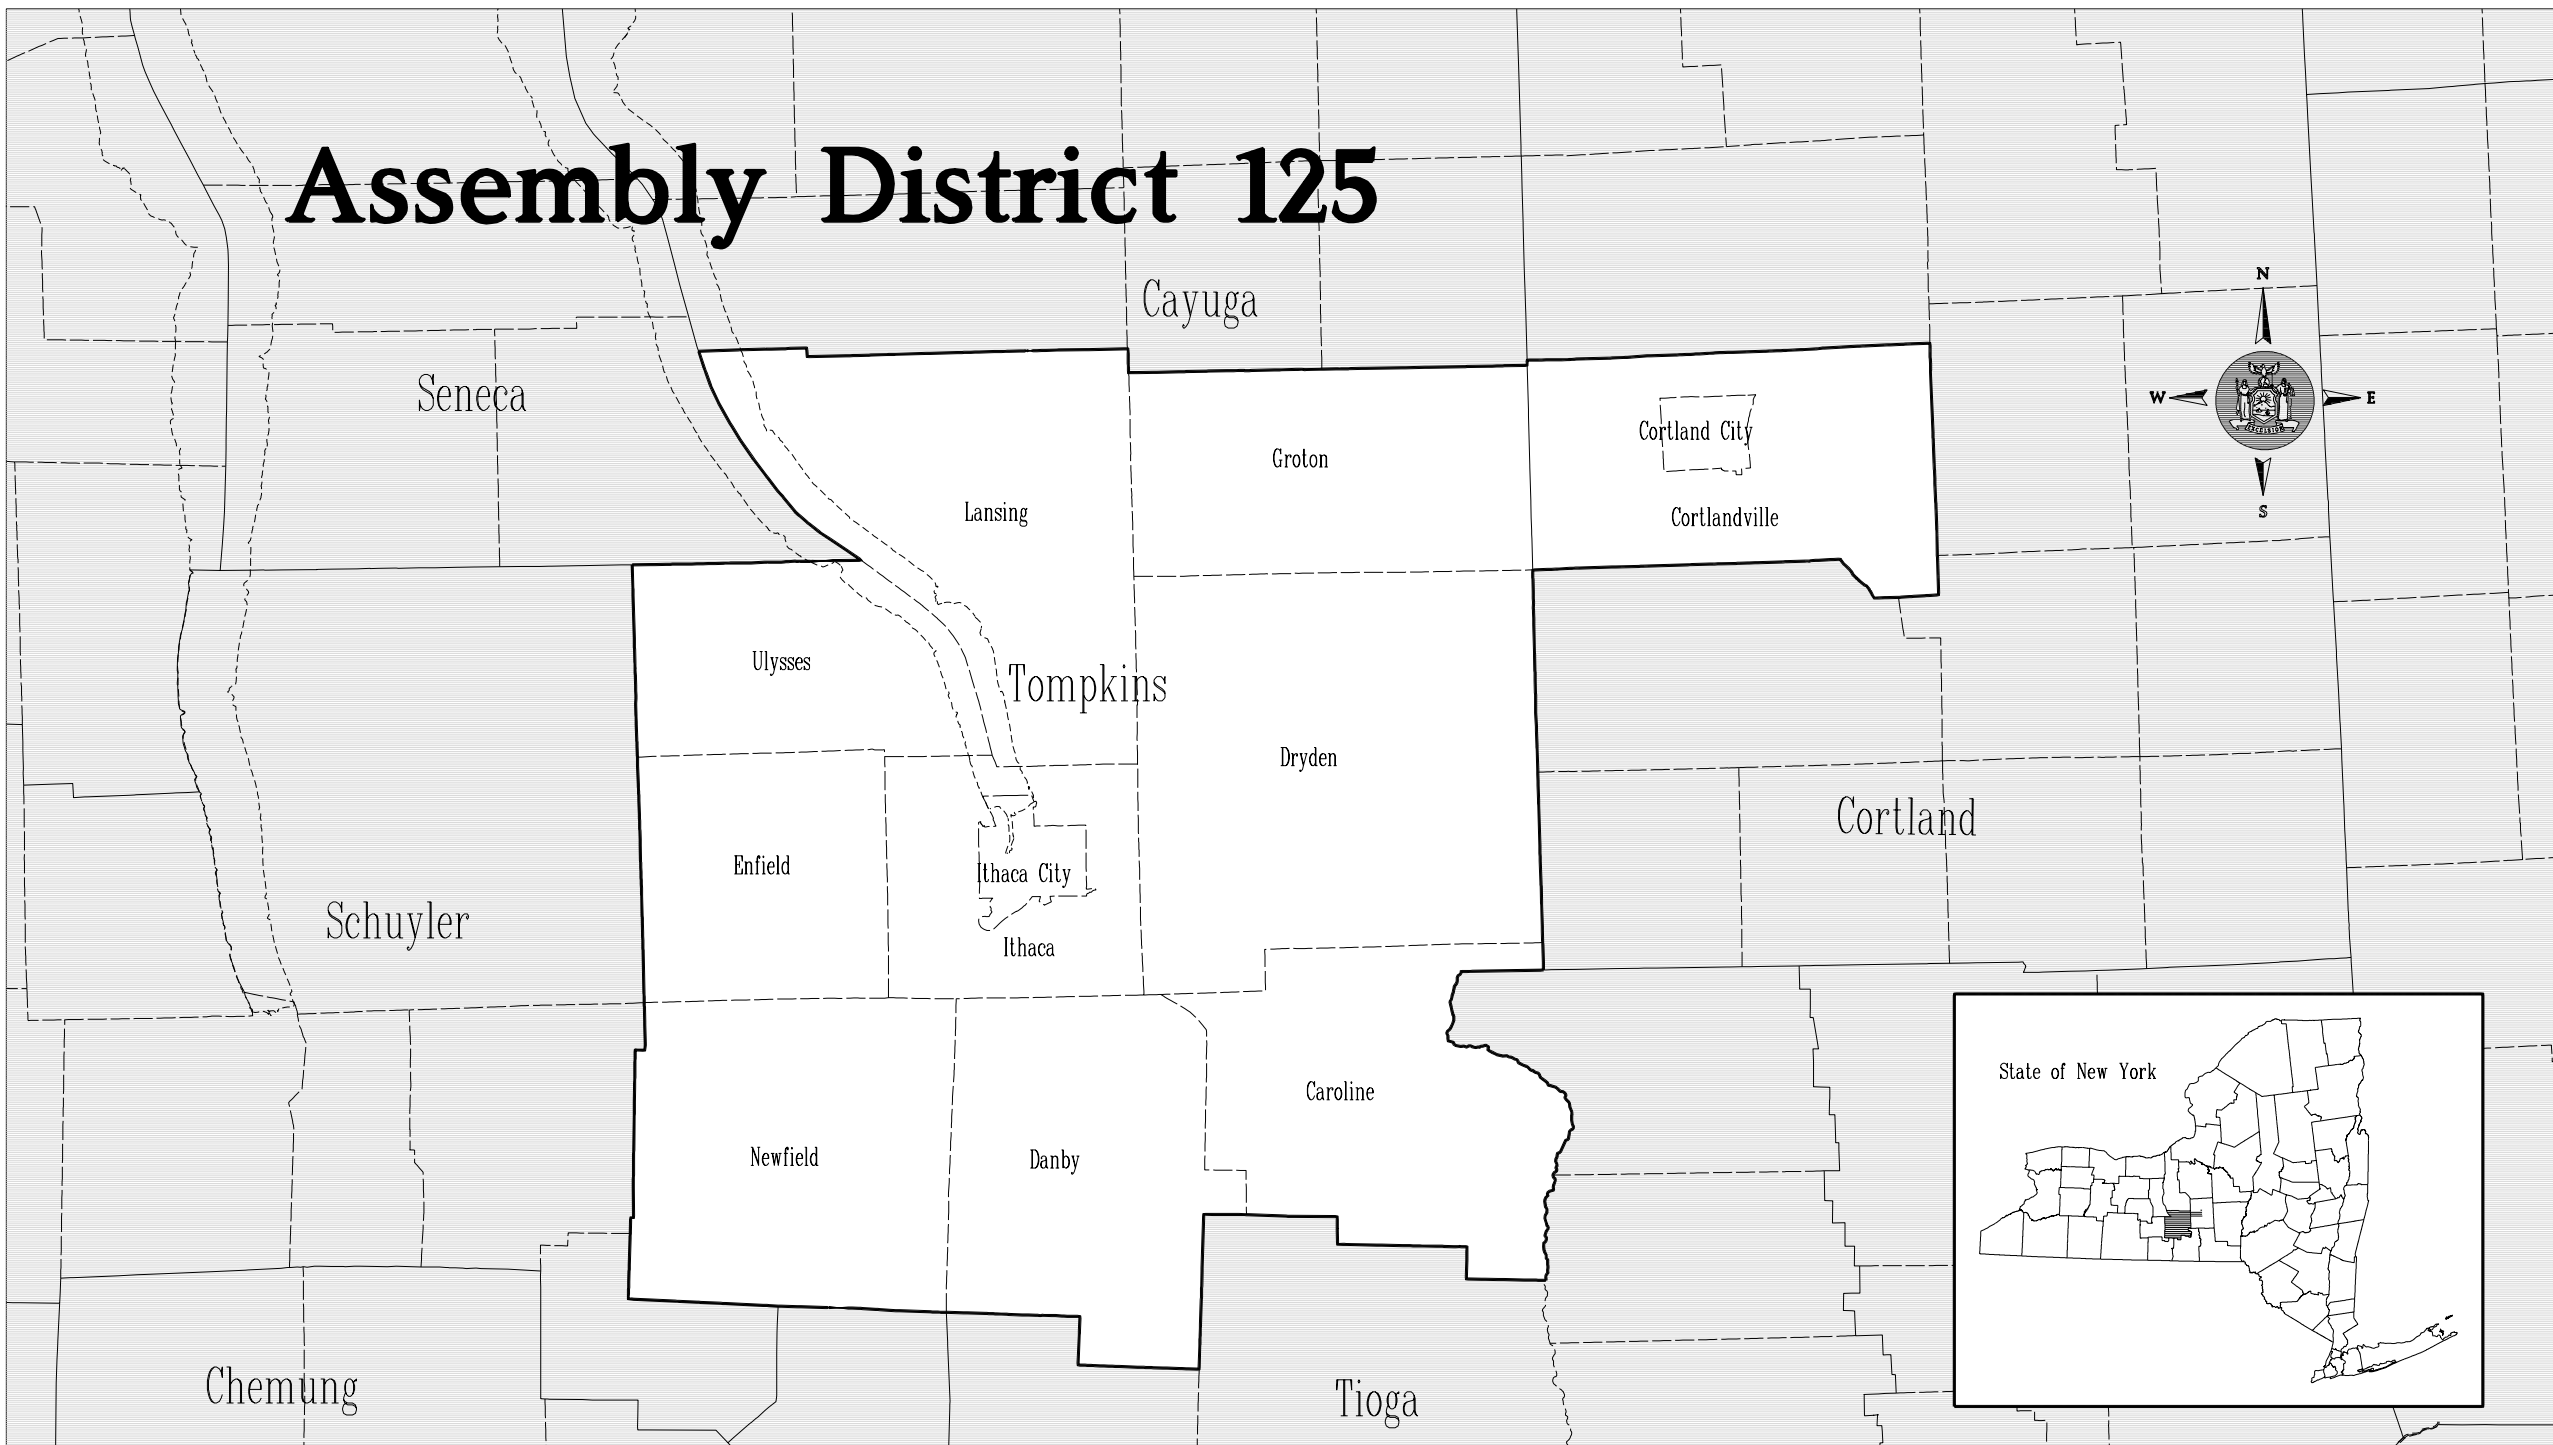 Assembly District 125
Cayuga
N
Seneca
W
E
EXCELSIOR
S
Cortland City
Groton
Lansing
Cortlandville
Ulysses
Tompkins
Dryden
Cortland
Enfield
Ithaca City
Schuyler
Ithaca
State of New York
Caroline
Newfield
Danby
Chemung
Tioga